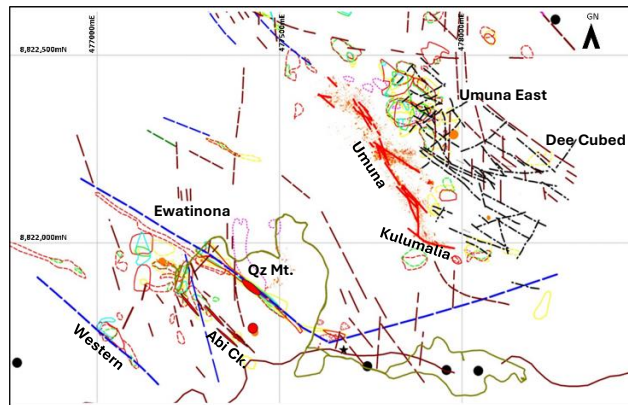 477000mE
477500mE
478000mE
GN
8,822,500mN
Umuna East
Dee Cubed
Umuna
Ewatinona
Kulumalia
8,822,000mN
Qz Mt.
Abi Ck.
Western